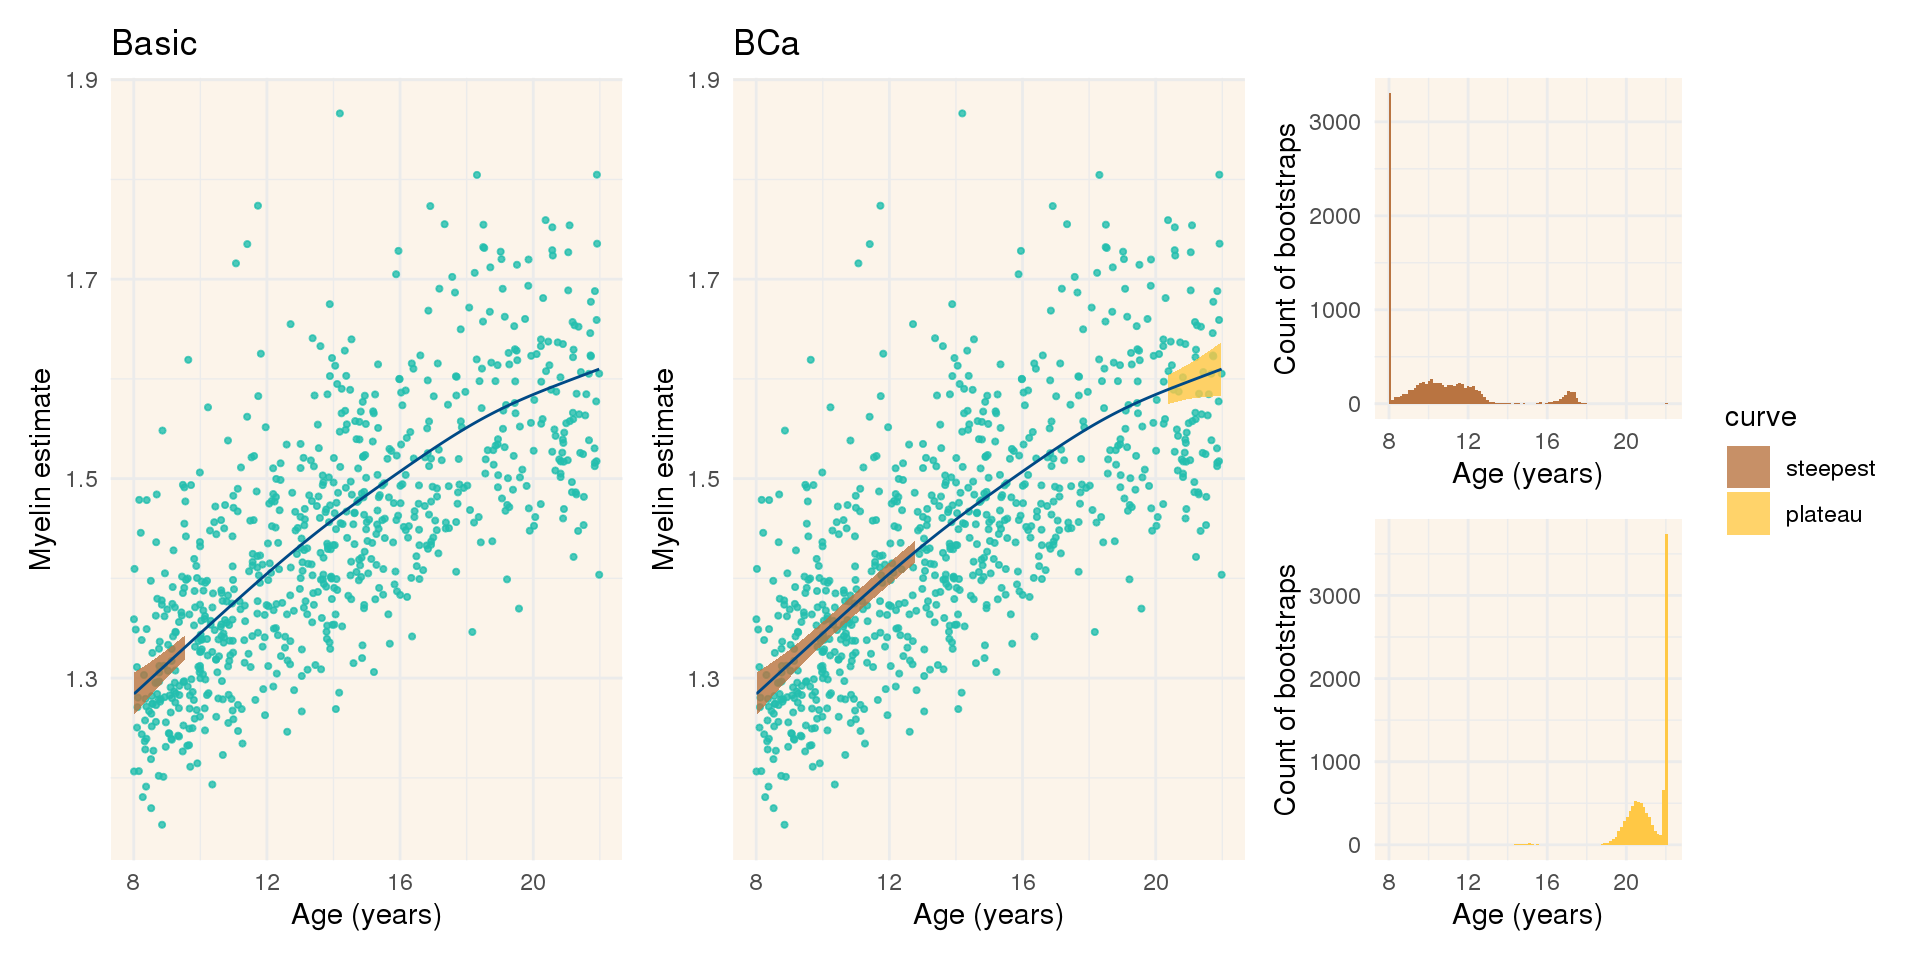 Basic
1.9
1.7
1.5
1.3
Myelin estimate
8 12 16 20
Age (years)
BCa
1.9
1.7
1.5
1.3
Myelin estimate
8 12 16 20
Age (years)
3000
2000
1000
0
Count of bootstraps
8 12 16 20
Age (years)
3000
2000
1000
0
Count of bootstraps
8 12 16 20
Age (years)
curve
steepest
plateau